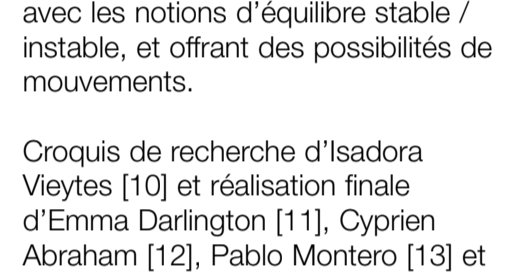 avec les notions d’équilibre stable /
instable, et offrant des possibilités de
mouvements.
Croquis de recherche d’Isadora
Vieytes [10] et réalisation finale
d’Emma Darlington [11], Cyprien
Abraham [12], Pablo Montero [13] et